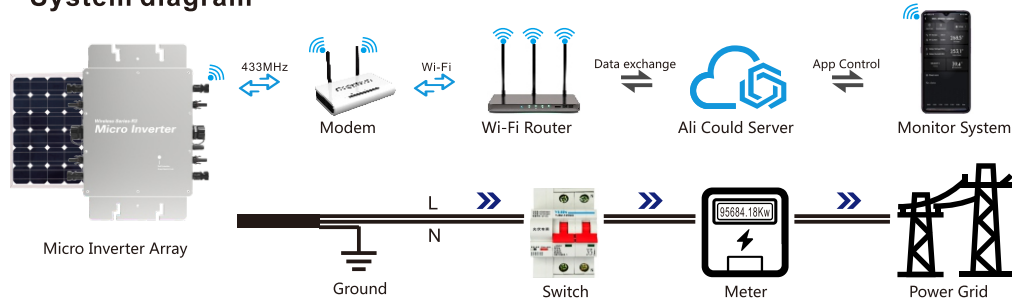 System diagram
433MHz
Wi-Fi
Data exchange
App Control
Micro Inverter
Modem
Wi-Fi Router
Ali Could Server
Monitor System
L
N
95684.18Kw
Micro Inverter Array
Ground
Switch
Meter
Power Grid